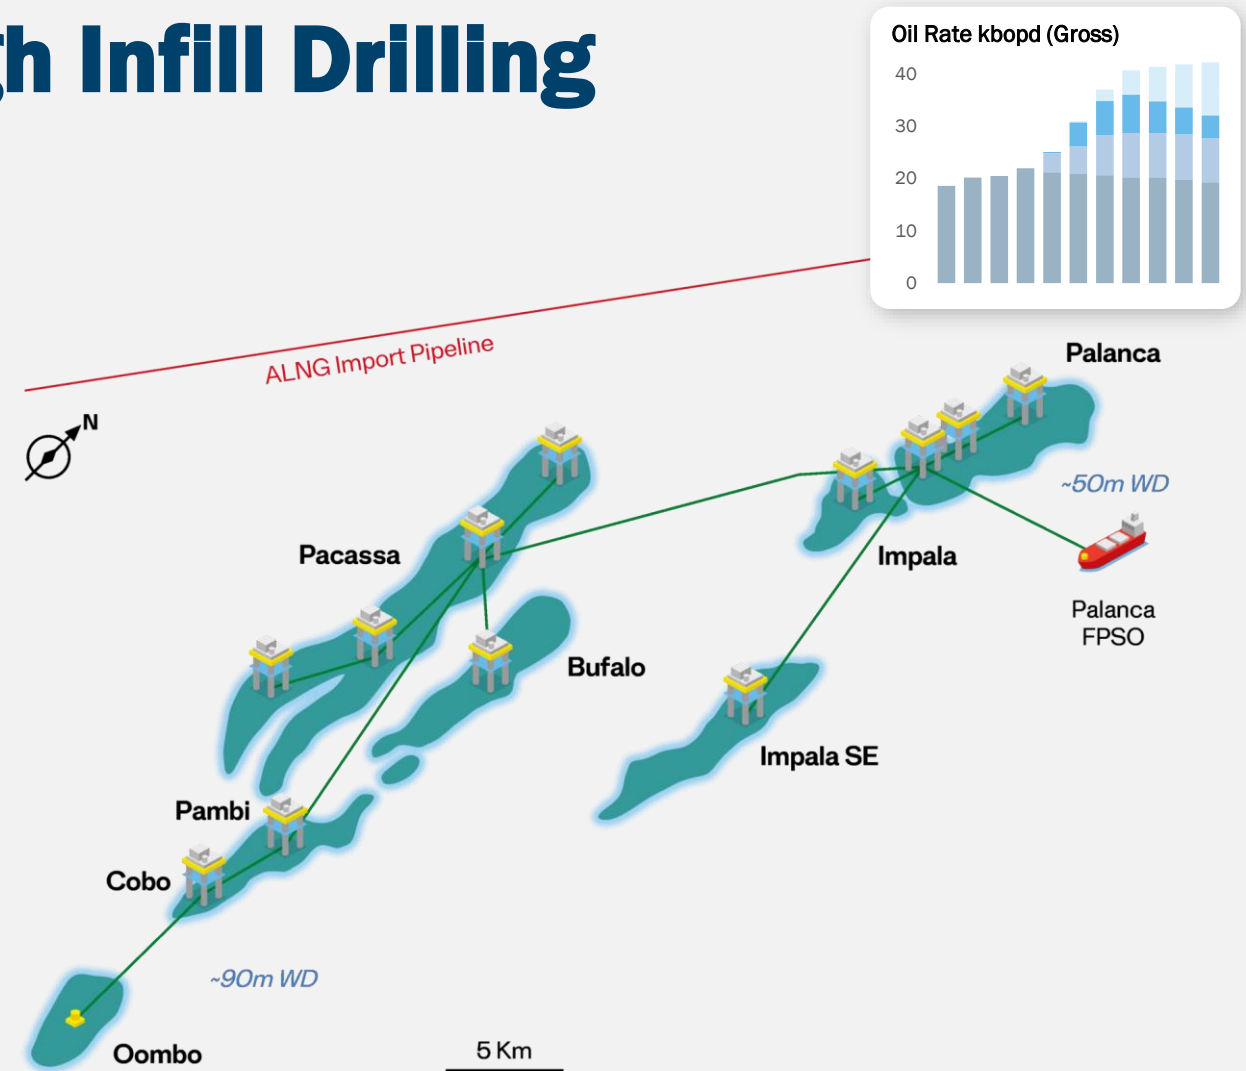 gh Infill Drilling
Oil Rate kbopd (Gross)
40
30
20
10
0
ALNG Import Pipeline
N
Palanca
~50m WD
Pacassa
Impala
Palanca
FPSO
Bufalo
Impala SE
Pambi
Cobo
~90m WD
Oombo
5 Km